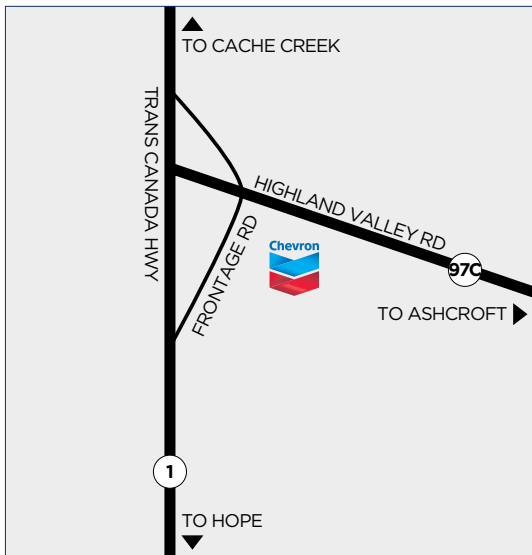 TO CACHE CREEK
TRANS CANADA HWY
HIGHLAND VALLEY RD
FRONTAGE RD
Chevron
97C
TO ASHCROFT
1
TO HOPE